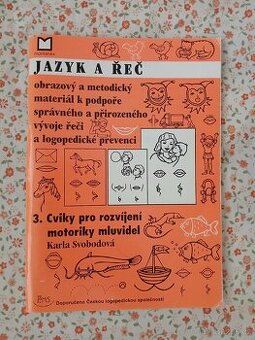 JAZYK A ŘEČ
obrazový a metodický
materiál k podpoře
správného a přirozeného
vývoje řeči
a logopedické prevenci
3. Cviky pro rozvíjení
motoriky mluvidel
Karla Svobodová
Doporučeno Českou logopedickou společností